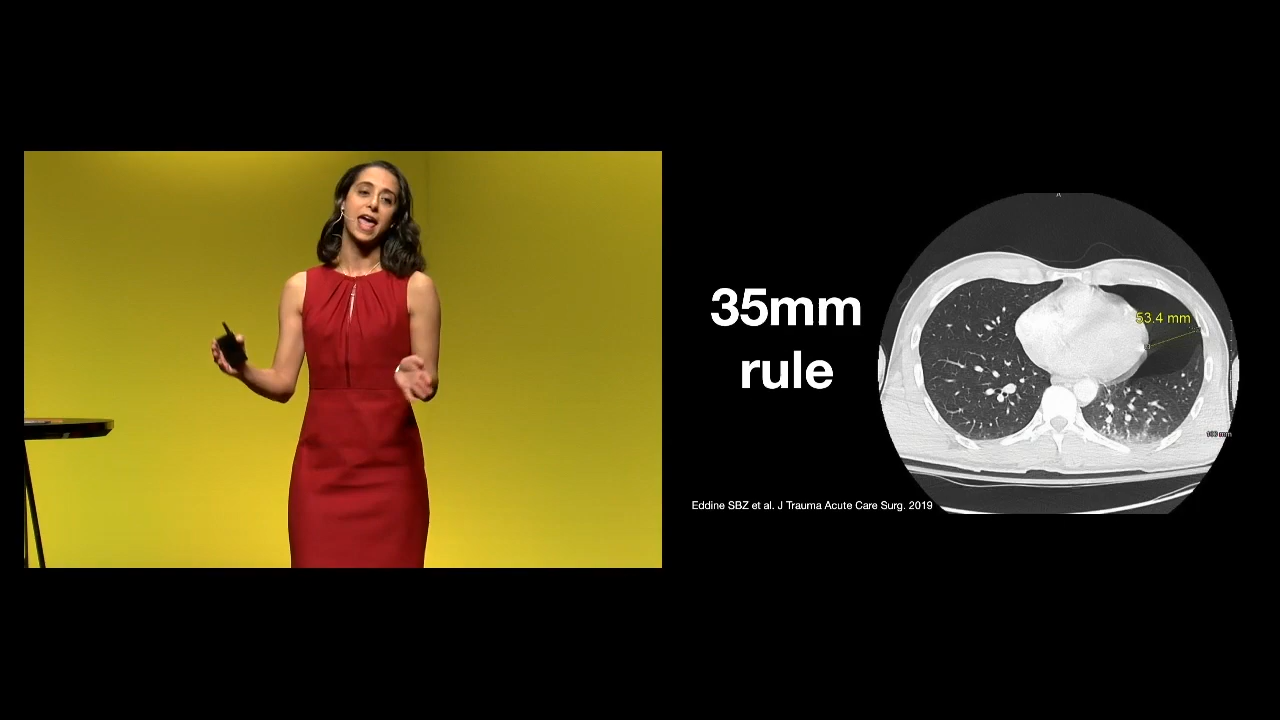 A
35mm
rule
53.4 mm
Eddine SBZ et al. J Trauma Acute Care Surg. 2019